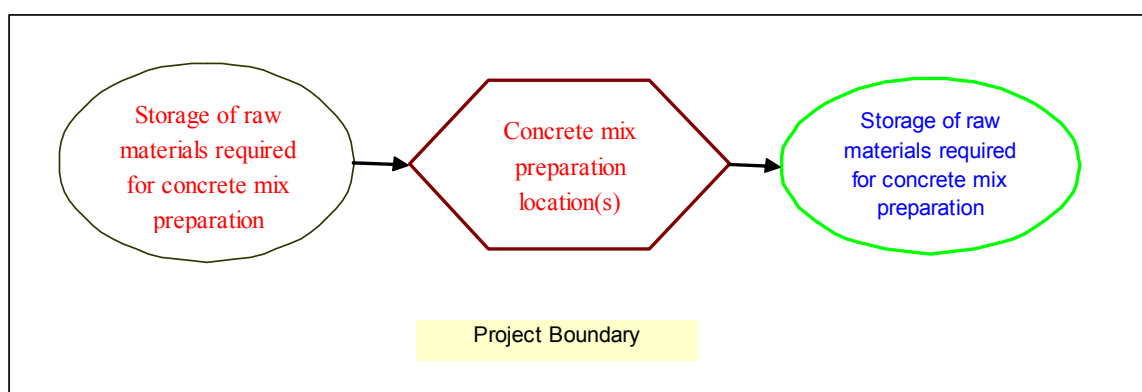 Storage of raw
materials required
for concrete mix
preparation
Concrete mix
preparation
location(s)
Storage of raw
materials required
for concrete mix
preparation
Project Boundary